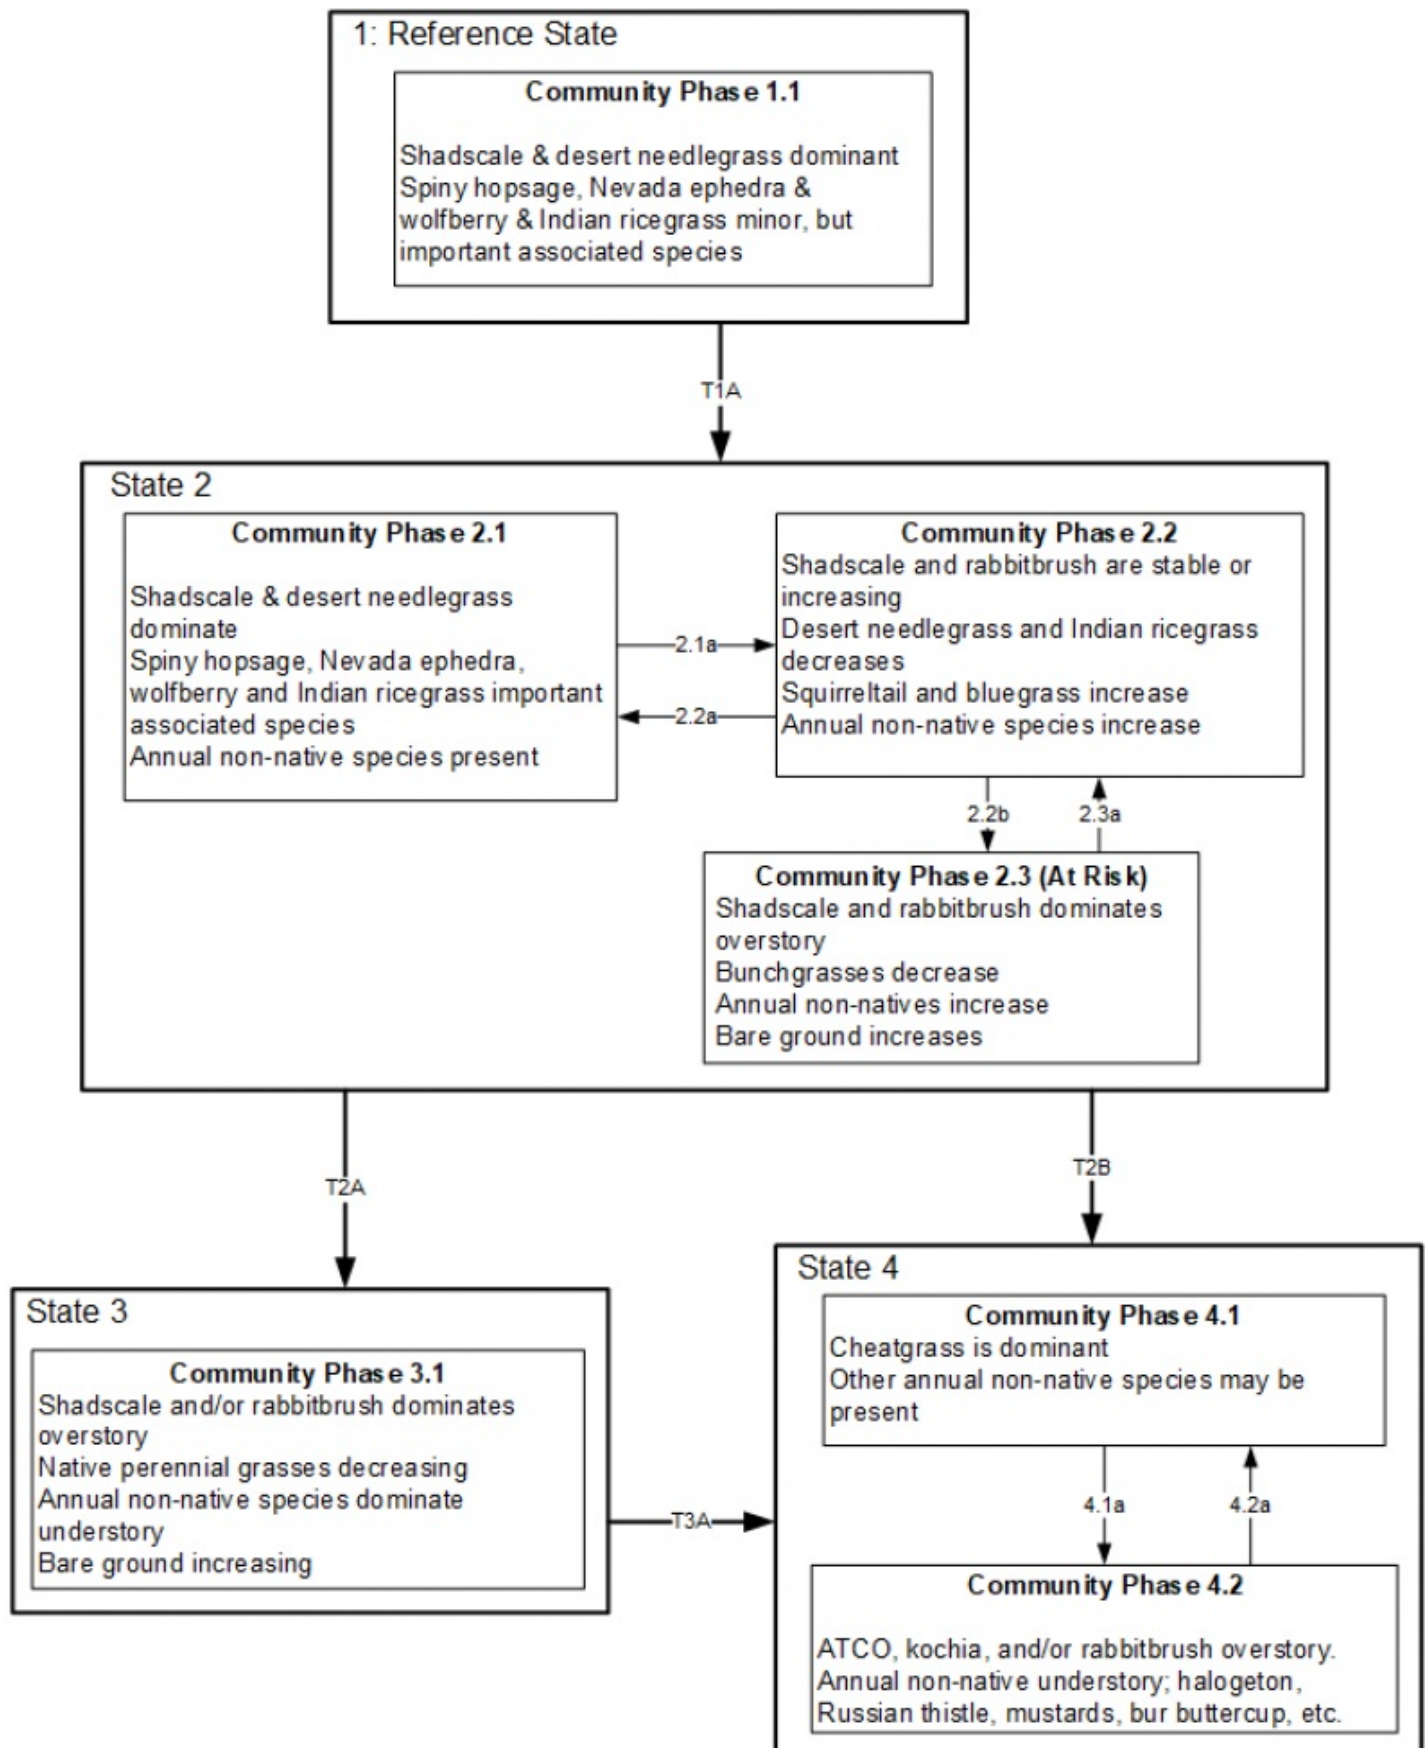 1: Reference State
Community Phase 1.1
Shadscale & desert needlegrass dominant
Spiny hopsage, Nevada ephedra &
wolfberry & Indian ricegrass minor, but
important associated species
T1A
State 2
Community Phase 2.1
Shadscale & desert needlegrass
dominate
Spiny hopsage, Nevada ephedra,
wolfberry and Indian ricegrass important
associated species
Annual non-native species present
2.1a
2.2a
Community Phase 2.2
Shadscale and rabbitbrush are stable or
increasing
Desert needlegrass and Indian ricegrass
decreases
Squirreltail and bluegrass increase
Annual non-native species increase
2.2b
2.3a
Community Phase 2.3 (At Risk)
Shadscale and rabbitbrush dominates
overstory
Bunchgrasses decrease
Annual non-natives increase
Bare ground increases
T2A
T2B
State 3
Community Phase 3.1
Shadscale and/or rabbitbrush dominates
overstory
Native perennial grasses decreasing
Annual non-native species dominate
understory
Bare ground increasing
T3A
State 4
Community Phase 4.1
Cheatgrass is dominant
Other annual non-native species may be
present
4.1a
4.2a
Community Phase 4.2
ATCO, kochia, and/or rabbitbrush overstory.
Annual non-native understory; halogeton,
Russian thistle, mustards, bur buttercup, etc.